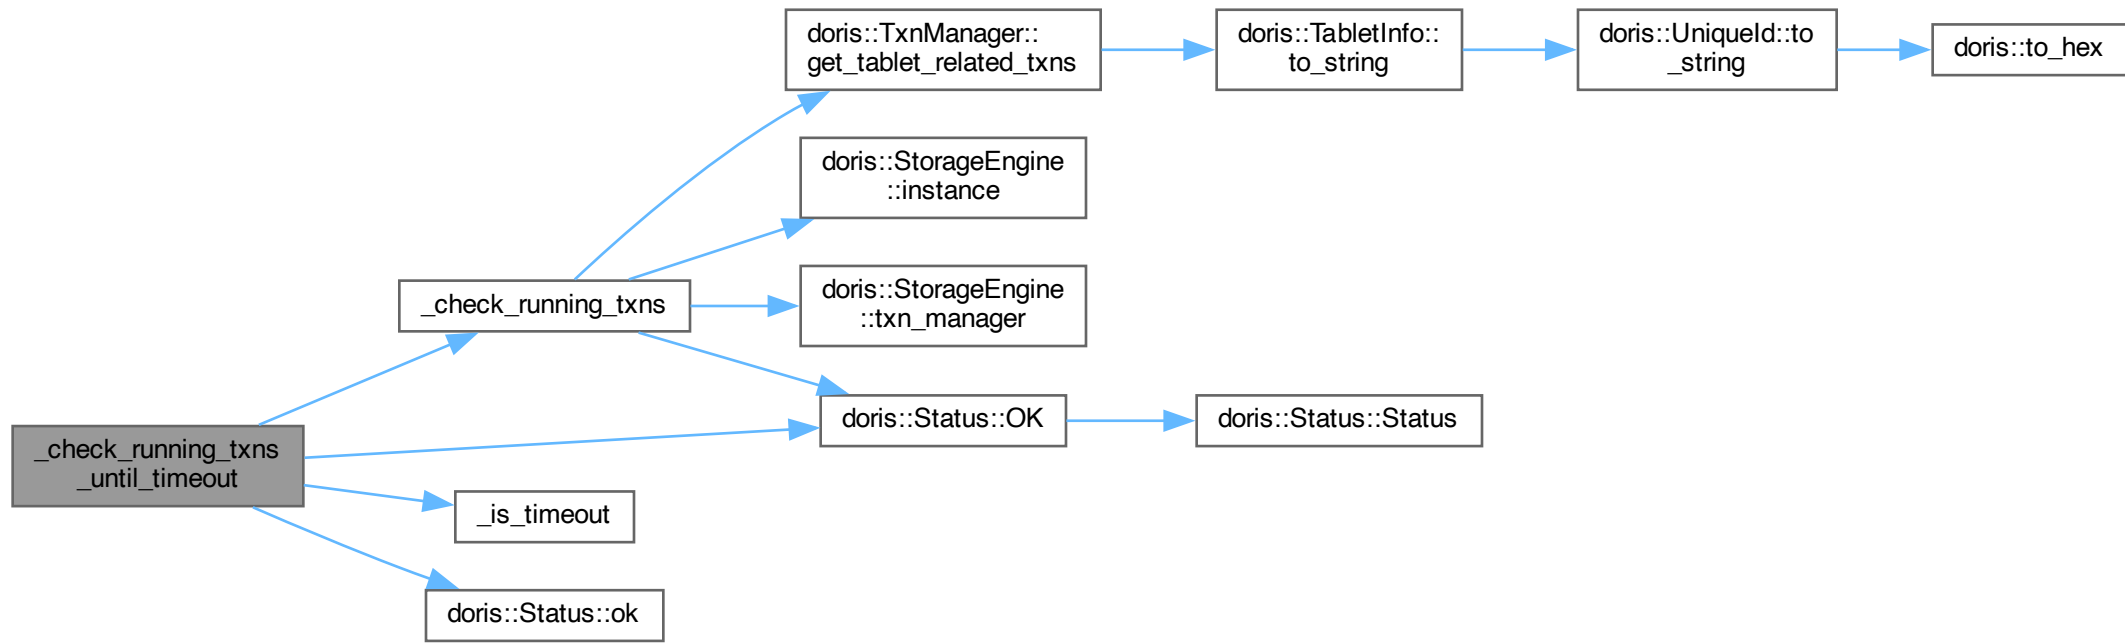 doris::TxnManager::
get_tablet_related_txns
doris::TabletInfo::
to_string
doris::UniqueId::to
_string
doris::to_hex
doris::StorageEngine
::instance
_check_running_txns
doris::StorageEngine
::txn_manager
doris::Status::OK
doris::Status::Status
_check_running_txns
_until_timeout
_is_timeout
doris::Status::ok